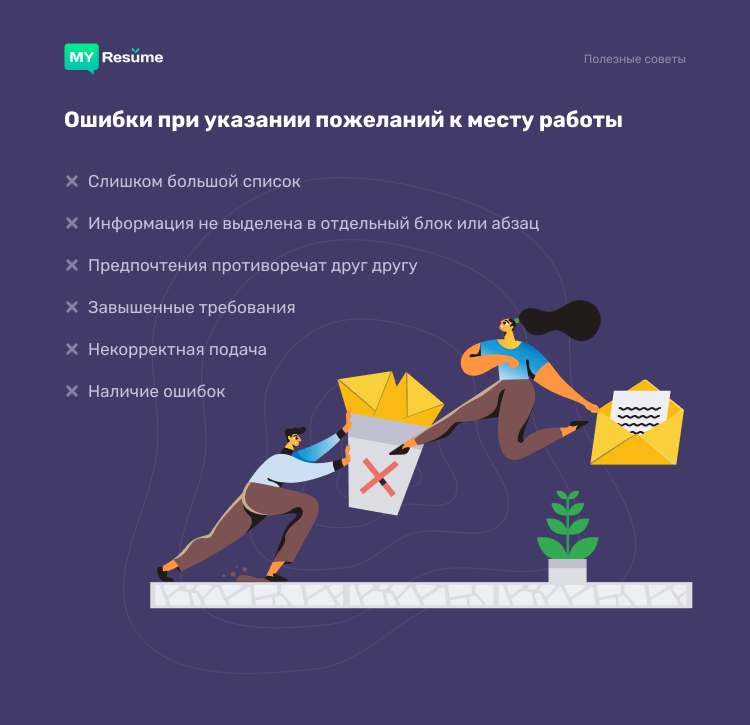 MY Resume
Полезные советы
Ошибки при указании пожеланий к месту работы
Слишком большой список
Информация не выделена в отдельный блок или абзац
Предпочтения противоречат друг другу
Завышенные требования
Некорректная подача
Наличие ошибок